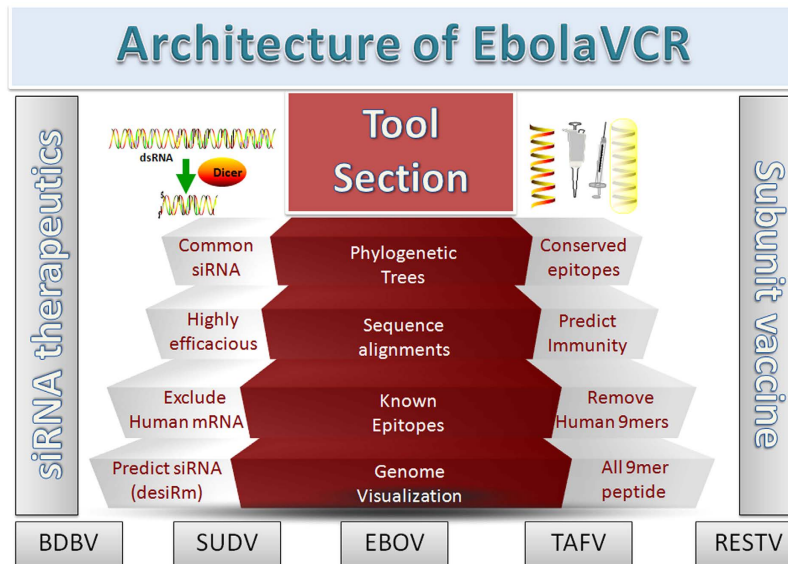 Architecture of EbolaVCR
siRNA therapeutics
dsRNA
Dicer
5'
Tool
Section
Subunit vaccine
Common
siRNA
Phylogenetic
Trees
Conserved
epitopes
Highly
efficacious
Sequence
alignments
Predict
Immunity
Exclude
Human mRNA
Known
Epitopes
Remove
Human 9mers
Predict siRNA
(desiRm)
Genome
Visualization
All 9mer
peptide
BDBV
SUDV
EBOV
TAFV
RESTV